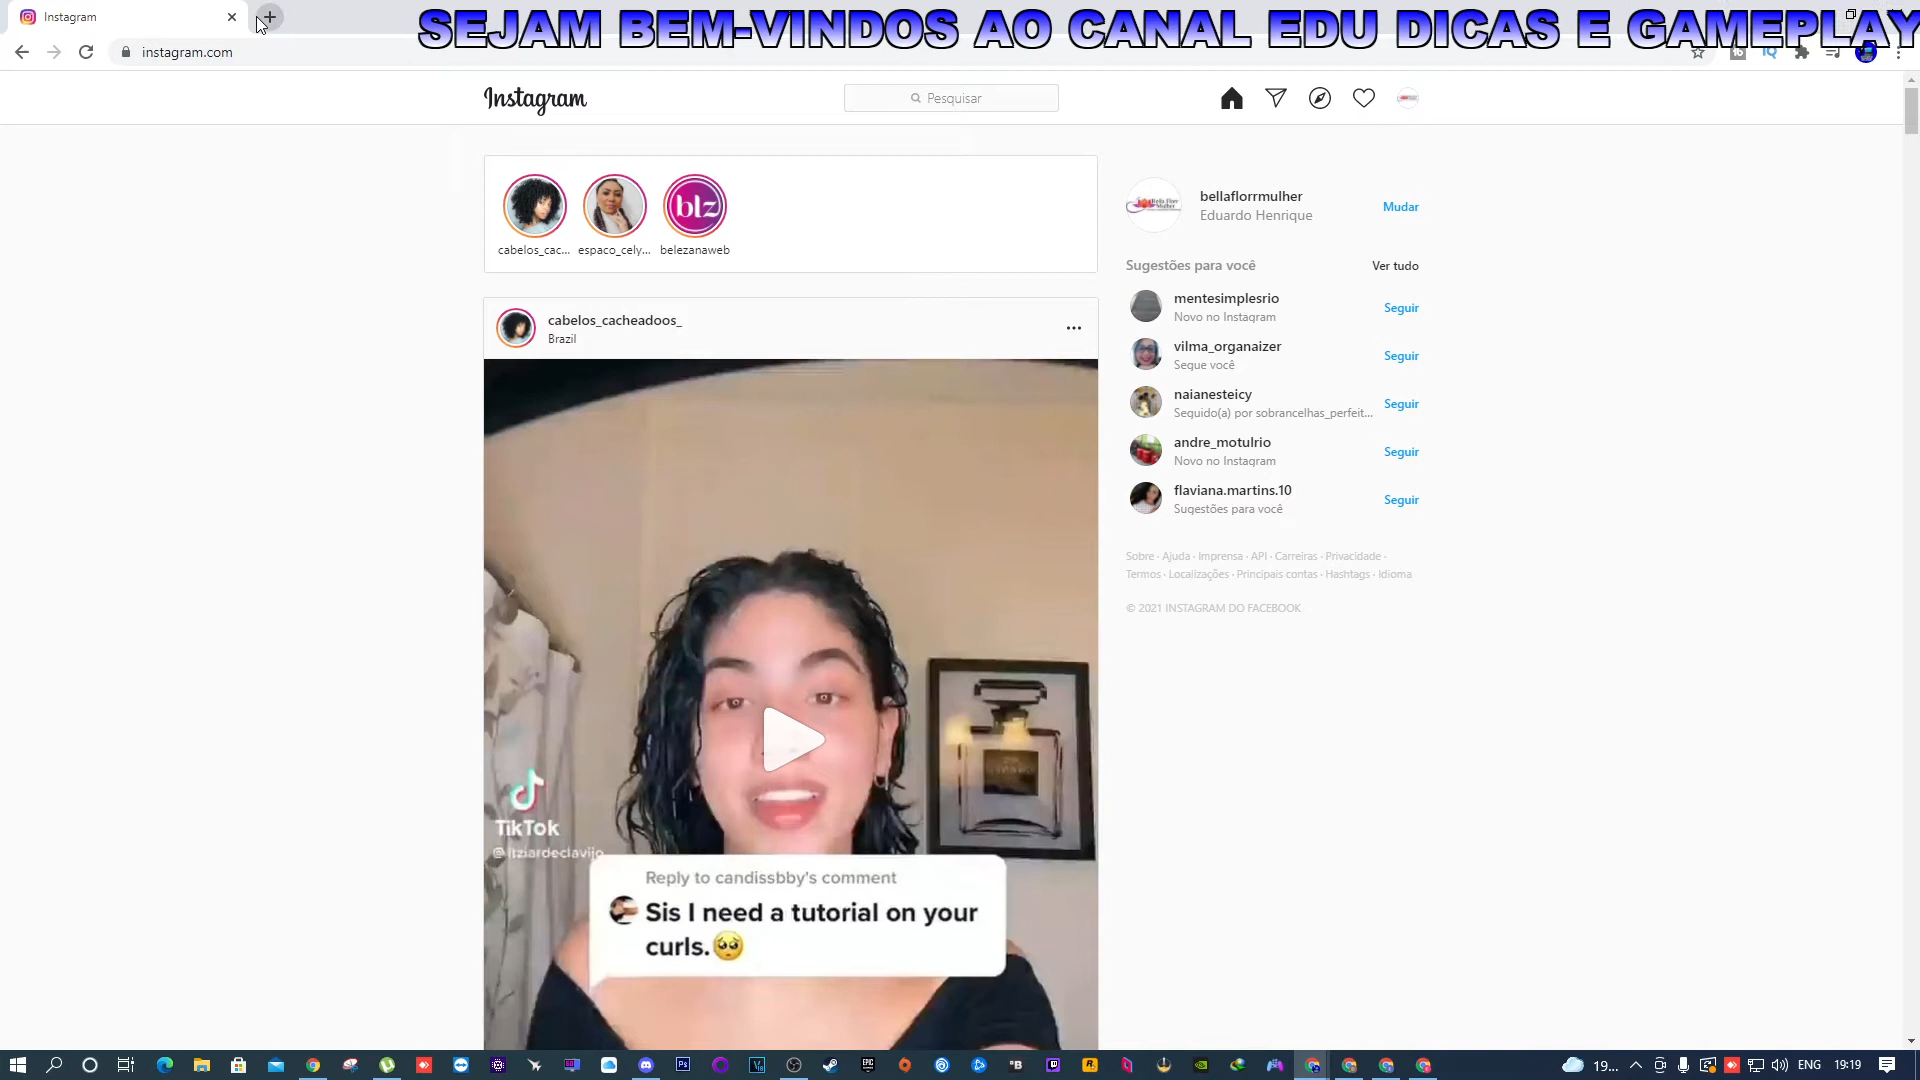 Instagram
SEJAM BEM-VINDOS AO CANAL EDU DICAS E GAMEPLAY
instagram.com
Instagram
Pesquisar
cabelos_cac...
espaco_cely...
belezanaweb
blz
bellaflorrmulher
Eduardo Henrique
Mudar
Sugestões para você
Ver tudo
mentesimplesrio
Novo no Instagram
Seguir
vilma_organaizer
Segue você
Seguir
naianesteicy
Seguido(a) por sobrancelhas_perfeit...
Seguir
andre_motulrio
Novo no Instagram
Seguir
flaviana.martins.10
Sugestões para você
Seguir
Sobre · Ajuda · Imprensa · API · Carreiras · Privacidade ·
Termos · Localizações · Principais contas · Hashtags · Idioma
© 2021 INSTAGRAM DO FACEBOOK
cabelos_cacheadoos_
Brazil
TikTok
@itziardeclavijo
Reply to candissbby's comment
Sis I need a tutorial on your
curls.🥺
19...
ENG
19:19